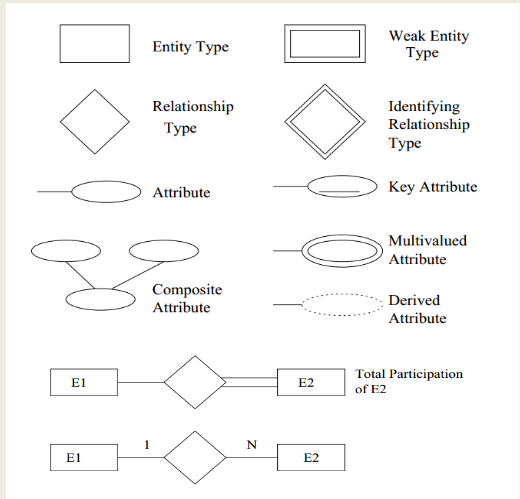 Entity Type
Weak Entity
Type
Relationship
Type
Identifying
Relationship
Type
Attribute
Key Attribute
Composite
Attribute
Multivalued
Attribute
Derived
Attribute
E1
E2
Total Participation
of E2
E1
1
N
E2